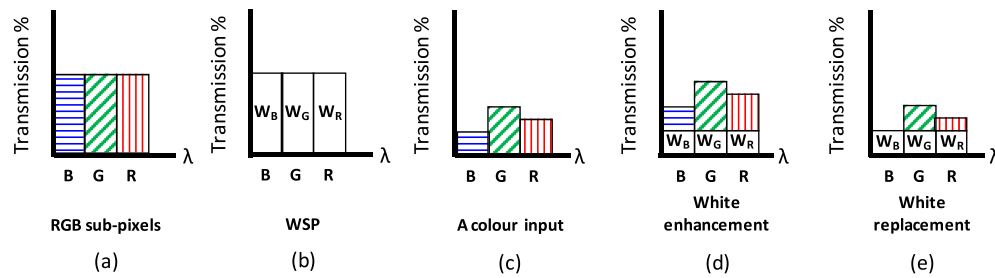 Transmission %
λ
B G R
RGB sub-pixels
(a)
Transmission %
W_B W_G W_R
λ
B G R
WSP
(b)
Transmission %
λ
B G R
A colour input
(c)
Transmission %
W_B W_G W_R
λ
B G R
White
enhancement
(d)
Transmission %
W_B W_G W_R
λ
B G R
White
replacement
(e)